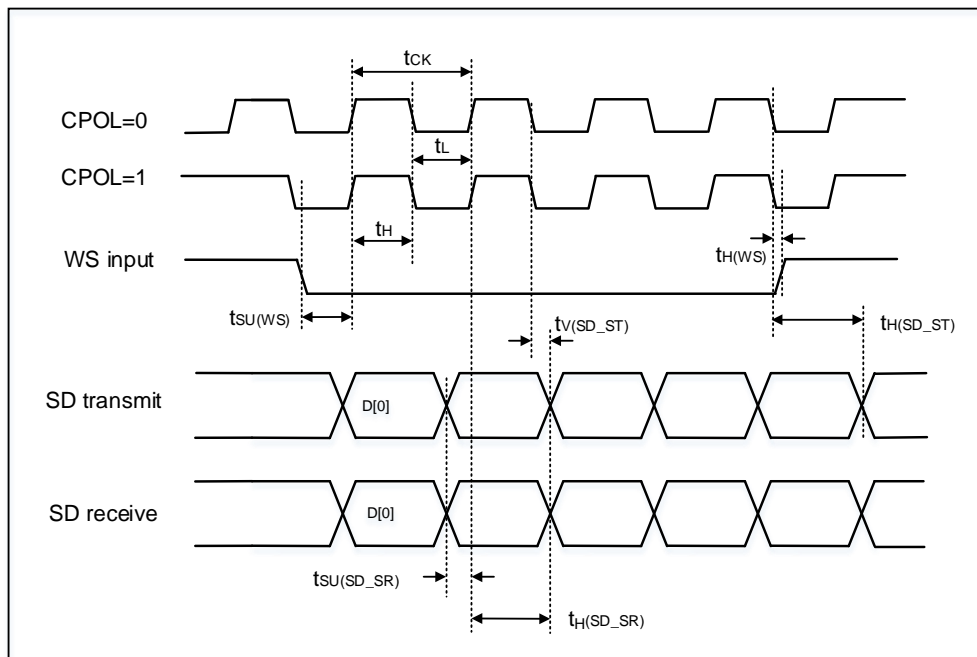 tCK
CPOL=0
tL
CPOL=1
tH
WS input
tH(WS)
tSU(WS)
tV(SD_ST)
tH(SD_ST)
SD transmit
D[0]
SD receive
D[0]
tSU(SD_SR)
tH(SD_SR)